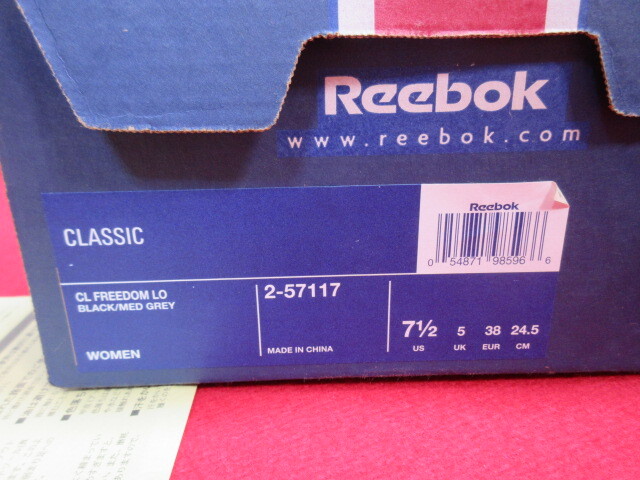 Reebok
www.reebok.com
CLASSIC
Reebok
0 54871 98596 6
CL FREEDOM LO
BLACK/MED GREY
WOMEN
2-57117
MADE IN CHINA
7½ 5 38 24.5
US UK EUR CM